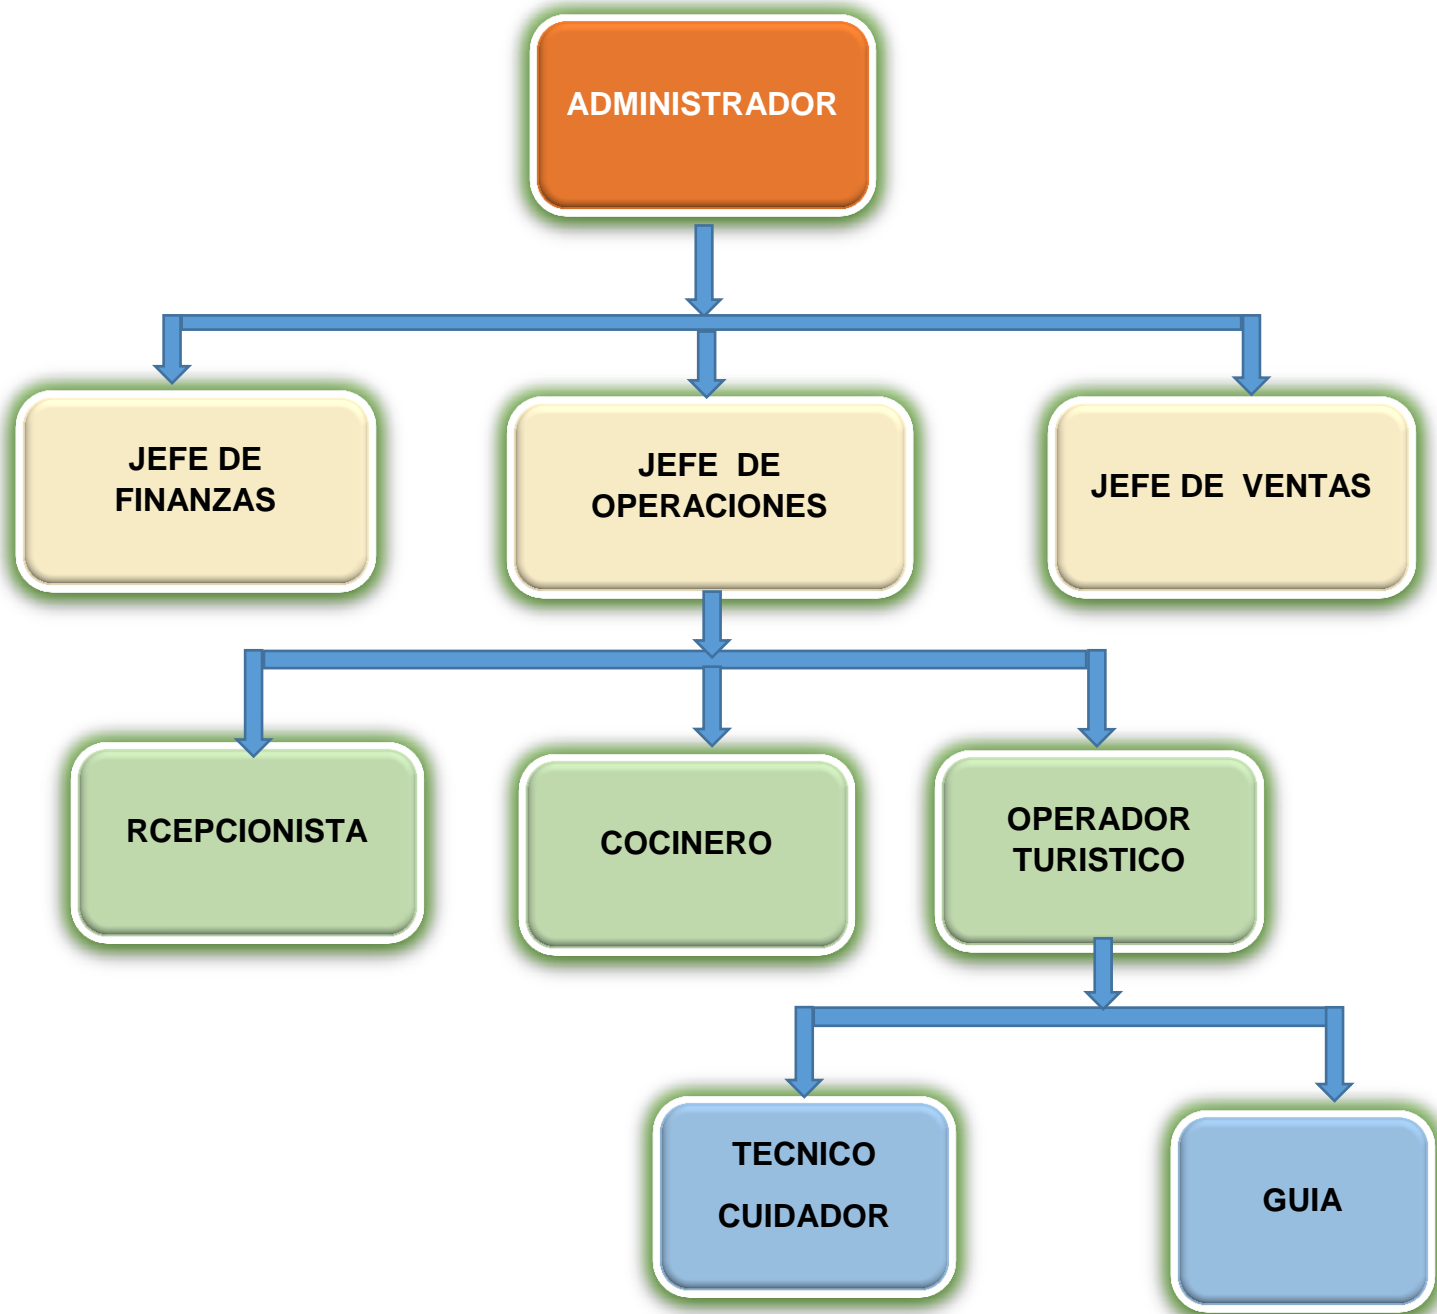 ADMINISTRADOR
JEFE DE
FINANZAS
JEFE DE
OPERACIONES
JEFE DE VENTAS
RCEPCIONISTA
COCINERO
OPERADOR
TURISTICO
TECNICO
CUIDADOR
GUIA